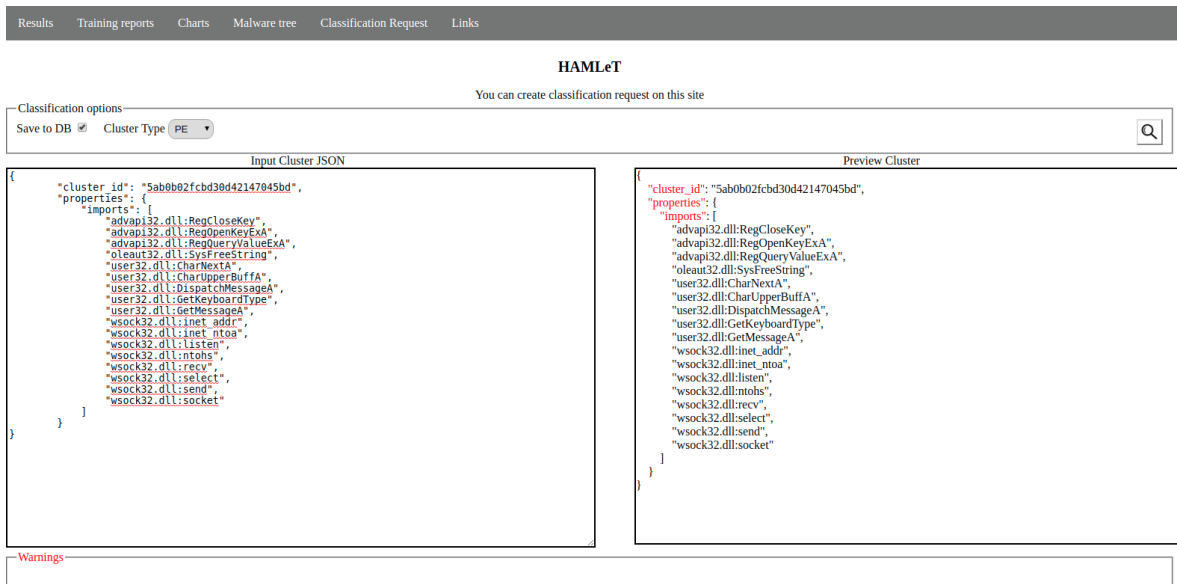 Results Training reports Charts Malware tree Classification Request Links
HAMLeT
You can create classification request on this site
Classification options
Save to DB Cluster Type PE
Input Cluster JSON
{
"cluster_id": "5ab0b02fcbd30d42147045bd",
"properties": {
"imports": [
"advapi32.dll:RegCloseKey",
"advapi32.dll:RegOpenKeyExA",
"advapi32.dll:RegQueryValueExA",
"oleaut32.dll:SysFreeString",
"user32.dll:CharNextA",
"user32.dll:CharUpperBuffA",
"user32.dll:DispatchMessageA",
"user32.dll:GetKeyboardType",
"user32.dll:GetMessageA",
"wsock32.dll:inet_addr",
"wsock32.dll:inet_ntoa",
"wsock32.dll:listen",
"wsock32.dll:ntohs",
"wsock32.dll:recv",
"wsock32.dll:select",
"wsock32.dll:send",
"wsock32.dll:socket"
]
}
}
Preview Cluster
{
"cluster_id": "5ab0b02fcbd30d42147045bd",
"properties": {
"imports": [
"advapi32.dll:RegCloseKey",
"advapi32.dll:RegOpenKeyExA",
"advapi32.dll:RegQueryValueExA",
"oleaut32.dll:SysFreeString",
"user32.dll:CharNextA",
"user32.dll:CharUpperBuffA",
"user32.dll:DispatchMessageA",
"user32.dll:GetKeyboardType",
"user32.dll:GetMessageA",
"wsock32.dll:inet_addr",
"wsock32.dll:inet_ntoa",
"wsock32.dll:listen",
"wsock32.dll:ntohs",
"wsock32.dll:recv",
"wsock32.dll:select",
"wsock32.dll:send",
"wsock32.dll:socket"
]
}
}
Warnings